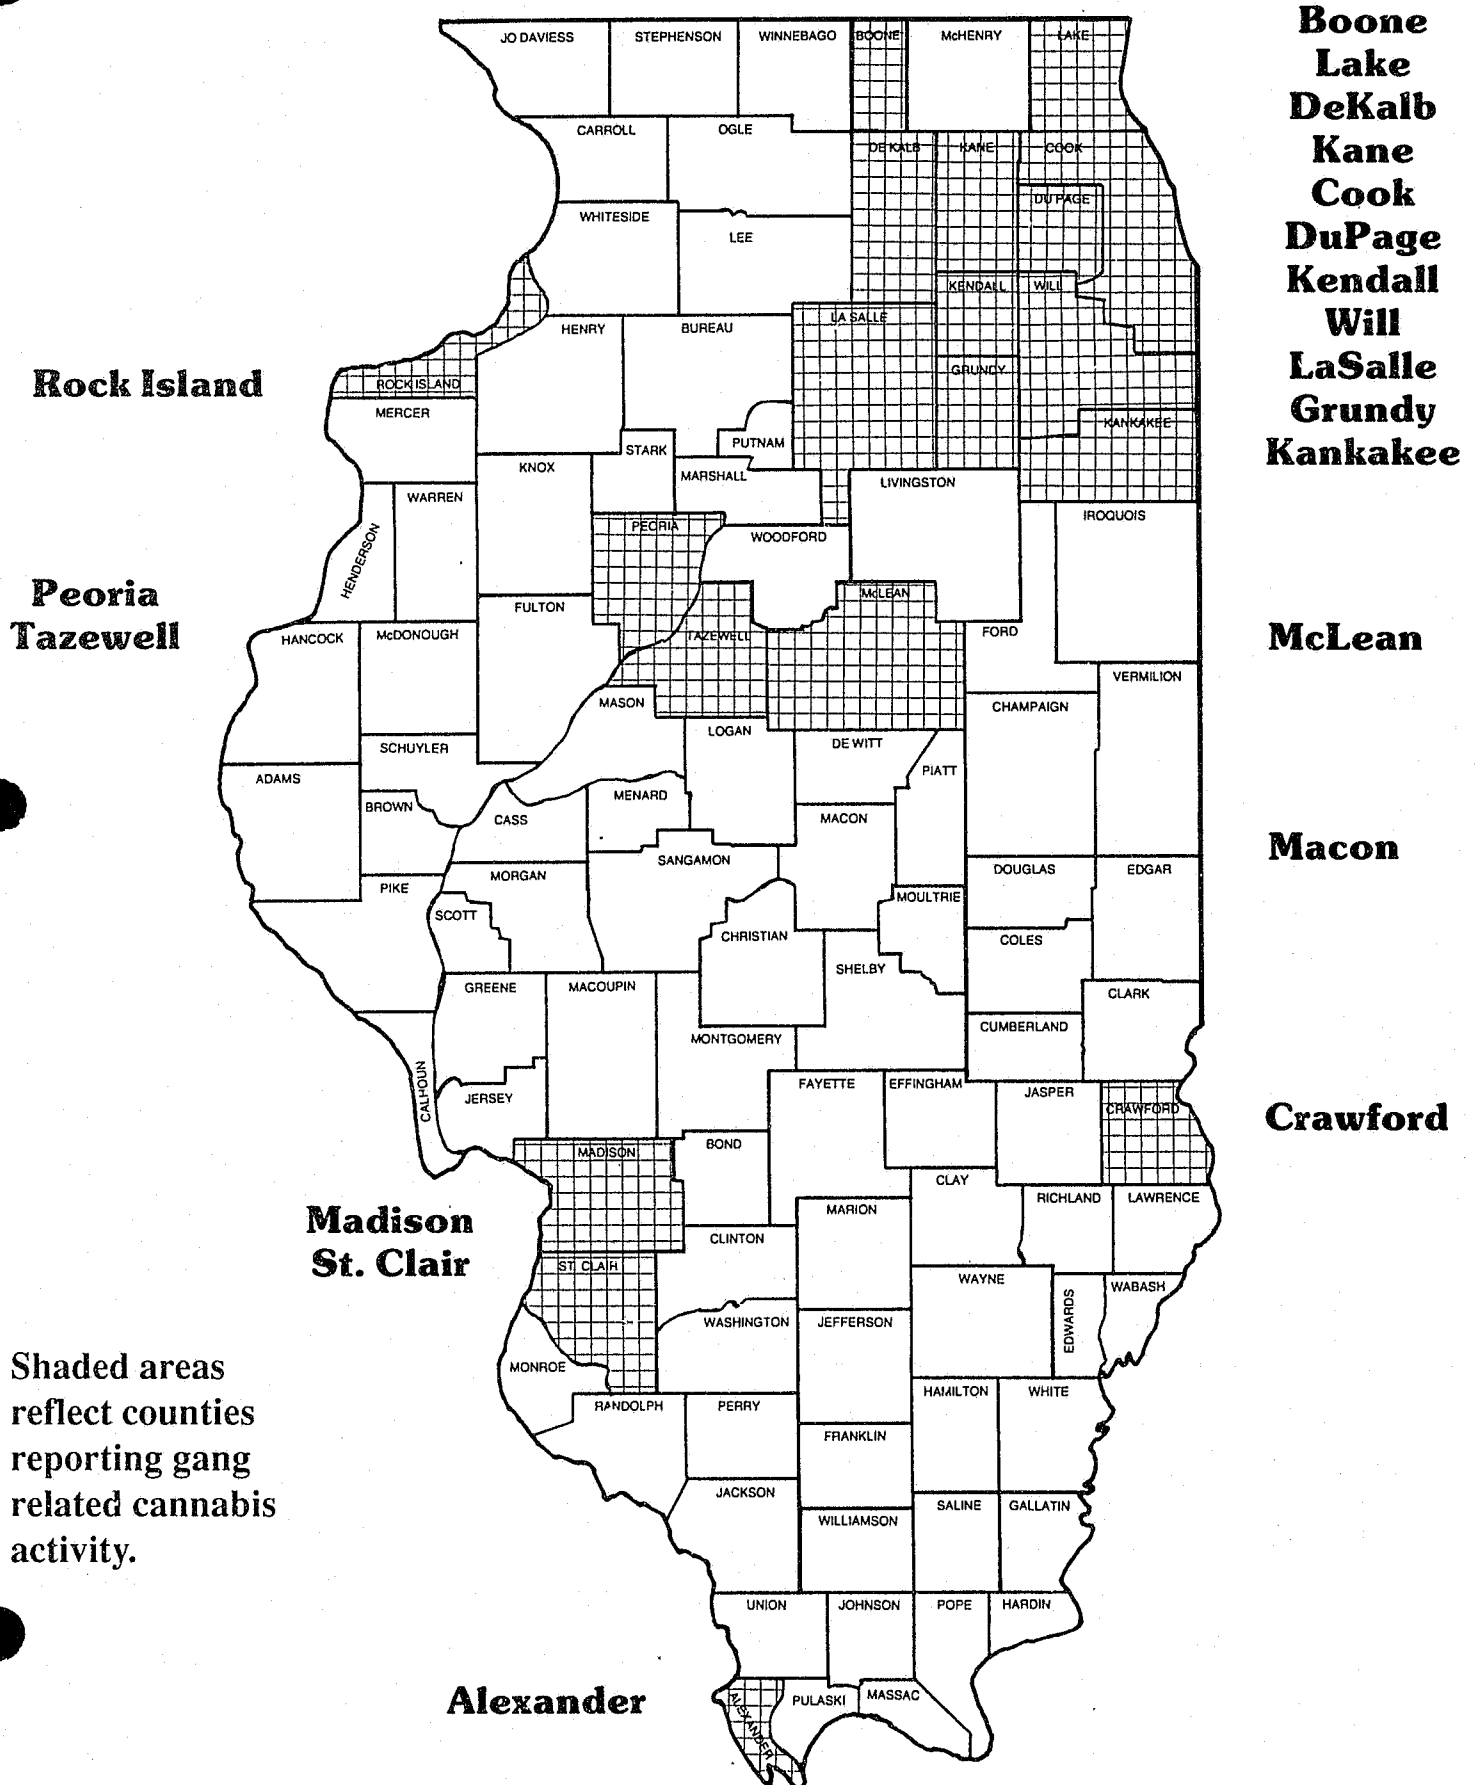 JO DAVIESS
STEPHENSON
WINNEBAGO
BOONE
McHENRY
LAKE
CARROLL
OGLE
DE KALB
KANE
COOK
DU PAGE
WHITESIDE
LEE
KENDALL
WILL
LA SALLE
HENRY
BUREAU
GRUNDY
ROCK ISLAND
MERCER
KANKAKEE
PUTNAM
STARK
KNOX
MARSHALL
LIVINGSTON
WARREN
HENDERSON
PEORIA
WOODFORD
IROQUOIS
McLEAN
FULTON
TAZEWELL
FORD
HANCOCK
McDONOUGH
VERMILION
MASON
CHAMPAIGN
LOGAN
DE WITT
SCHUYLER
PIATT
ADAMS
BROWN
MENARD
CASS
MACON
SANGAMON
DOUGLAS
EDGAR
MORGAN
PIKE
MOULTRIE
SCOTT
CHRISTIAN
COLES
SHELBY
GREENE
MACOUPIN
CLARK
CUMBERLAND
MONTGOMERY
CALHOUN
JERSEY
FAYETTE
EFFINGHAM
JASPER
CRAWFORD
MADISON
BOND
CLAY
RICHLAND
LAWRENCE
MARION
CLINTON
ST. CLAIR
WAYNE
EDWARDS
WABASH
WASHINGTON
JEFFERSON
MONROE
RANDOLPH
PERRY
HAMILTON
WHITE
FRANKLIN
JACKSON
WILLIAMSON
SALINE
GALLATIN
UNION
JOHNSON
POPE
HARDIN
ALEXANDER
PULASKI
MASSAC
Boone
Lake
DeKalb
Kane
Cook
DuPage
Kendall
Will
LaSalle
Grundy
Kankakee
Rock Island
Peoria
Tazewell
McLean
Macon
Crawford
Madison
St. Clair
Alexander
Shaded areas
reflect counties
reporting gang
related cannabis
activity.